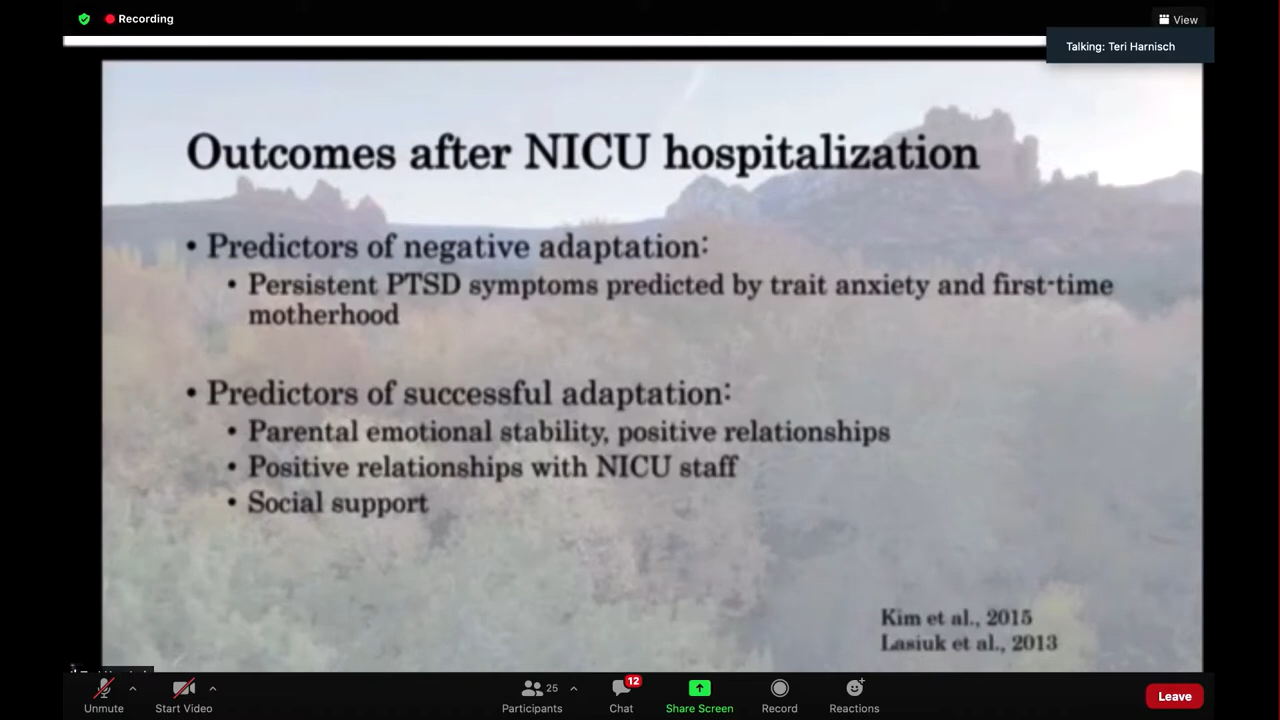 Recording
View
Talking: Teri Harnisch
Outcomes after NICU hospitalization
• Predictors of negative adaptation:
• Persistent PTSD symptoms predicted by trait anxiety and first-time
motherhood
• Predictors of successful adaptation:
• Parental emotional stability, positive relationships
• Positive relationships with NICU staff
• Social support
Kim et al., 2015
Lasiuk et al., 2013
Unmute
Start Video
25
Participants
12
Chat
Share Screen
Record
Reactions
Leave